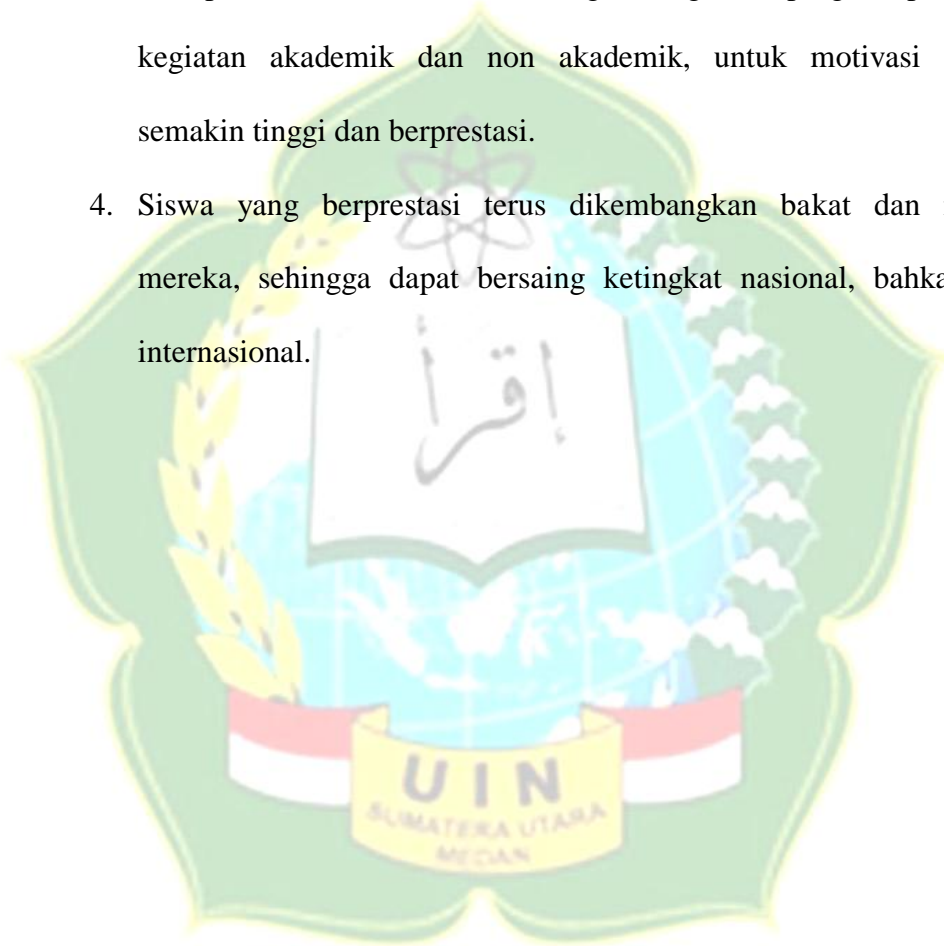 kegiatan akademik dan non akademik, untuk motivasi
semakin tinggi dan berprestasi.
4. Siswa yang berprestasi terus dikembangkan bakat dan
mereka, sehingga dapat bersaing ketingkat nasional,
internasional.
إقرأ
UIN
SUMATERA UTARA
MEDAN